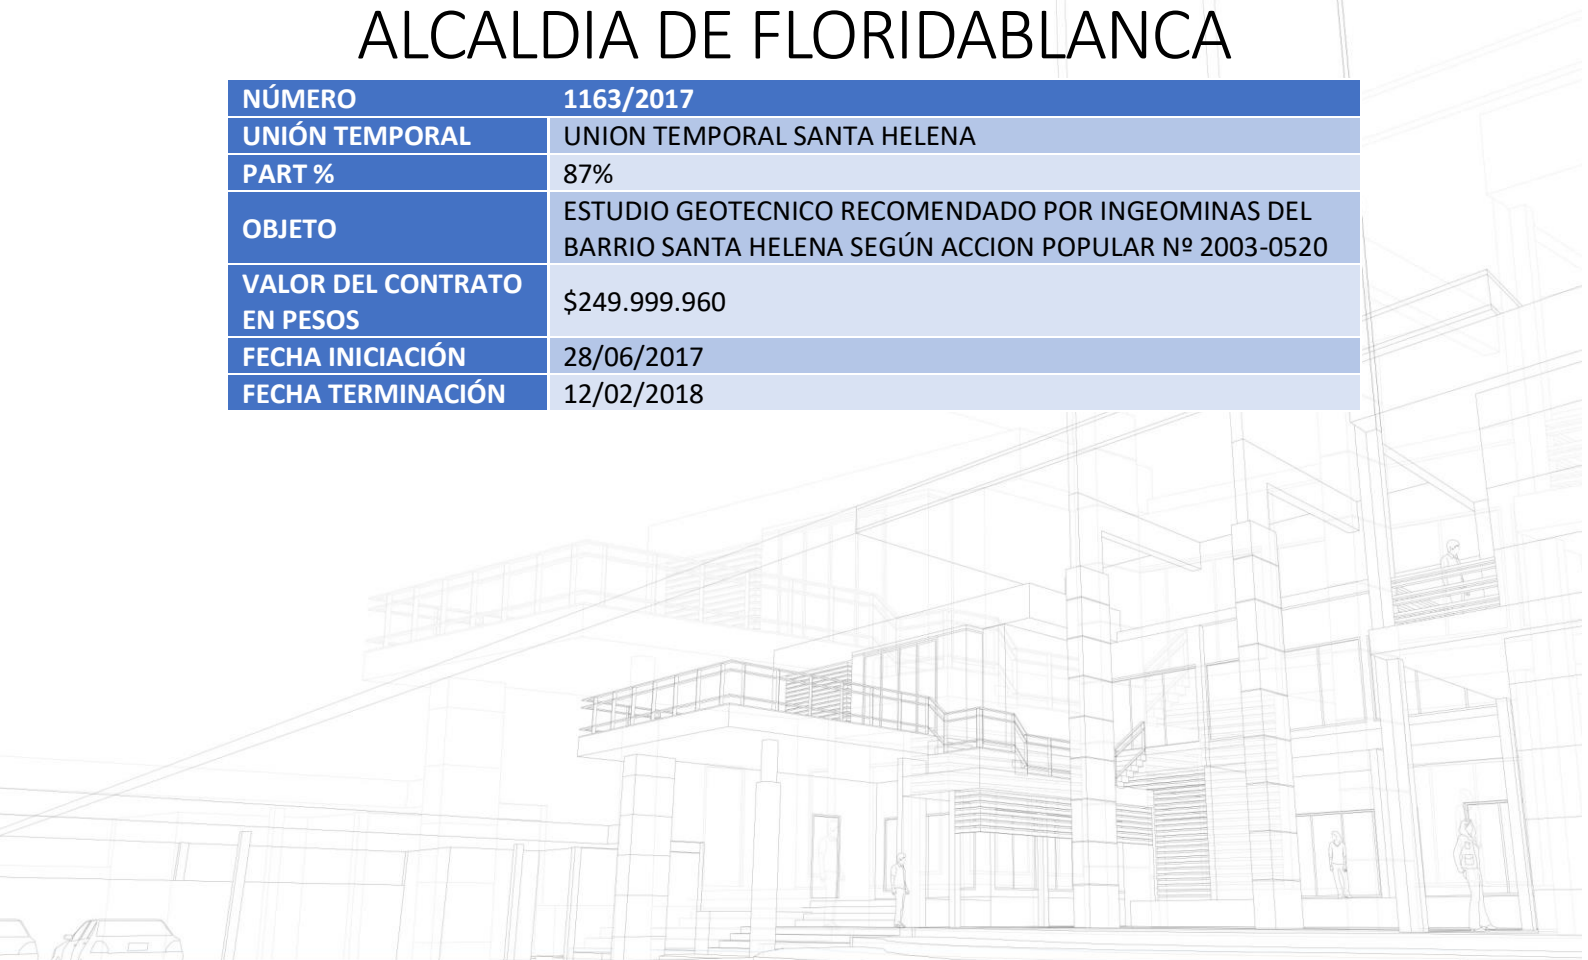 ALCALDIA DE FLORIDABLANCA
NÚMERO 1163/2017
UNIÓN TEMPORAL UNION TEMPORAL SANTA HELENA
PART % 87%
OBJETO ESTUDIO GEOTECNICO RECOMENDADO POR INGEOMINAS DEL
BARRIO SANTA HELENA SEGÚN ACCION POPULAR Nº 2003-0520
VALOR DEL CONTRATO
EN PESOS
$249.999.960
FECHA INICIACIÓN 28/06/2017
FECHA TERMINACIÓN 12/02/2018